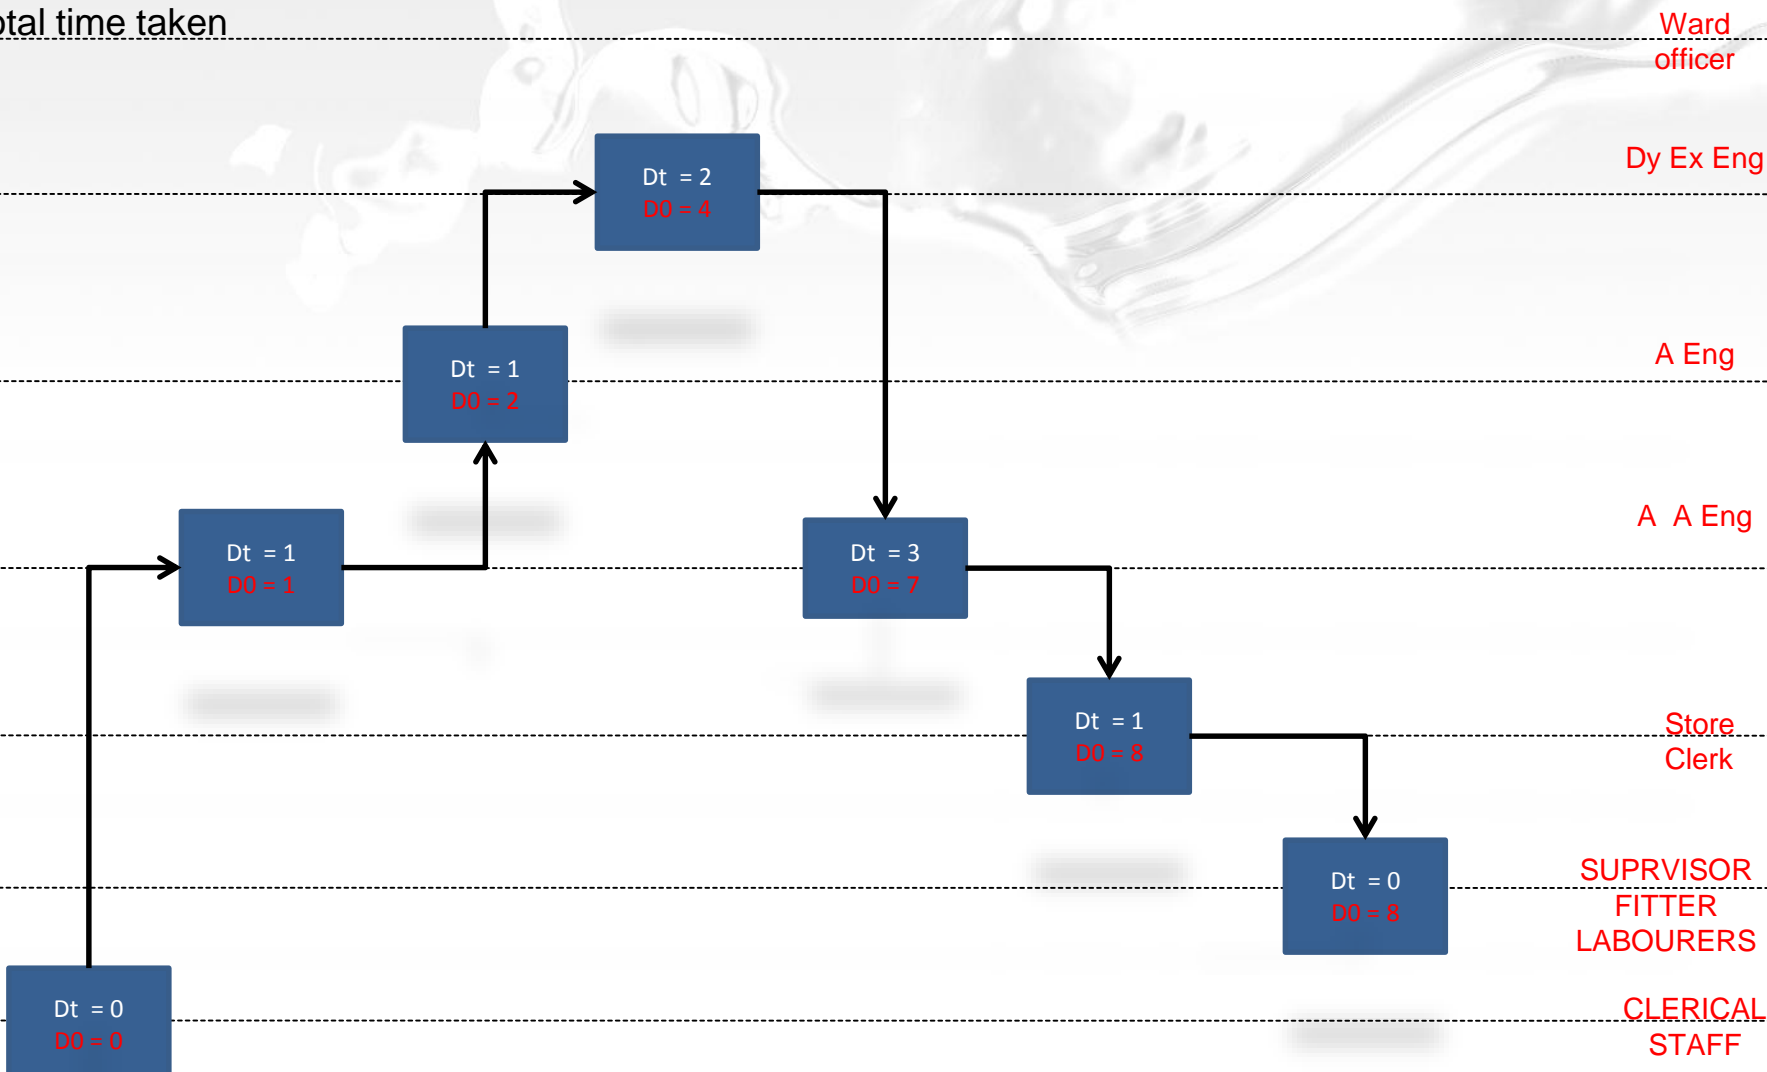 otal time taken
Ward
officer
Dy Ex Eng
Dt = 2
D0 = 4
A Eng
Dt = 1
D0 = 2
A A Eng
Dt = 1
D0 = 1
Dt = 3
D0 = 7
Store
Clerk
Dt = 1
D0 = 8
SUPRVISOR
FITTER
LABOURERS
Dt = 0
D0 = 8
CLERICAL
STAFF
Dt = 0
D0 = 0